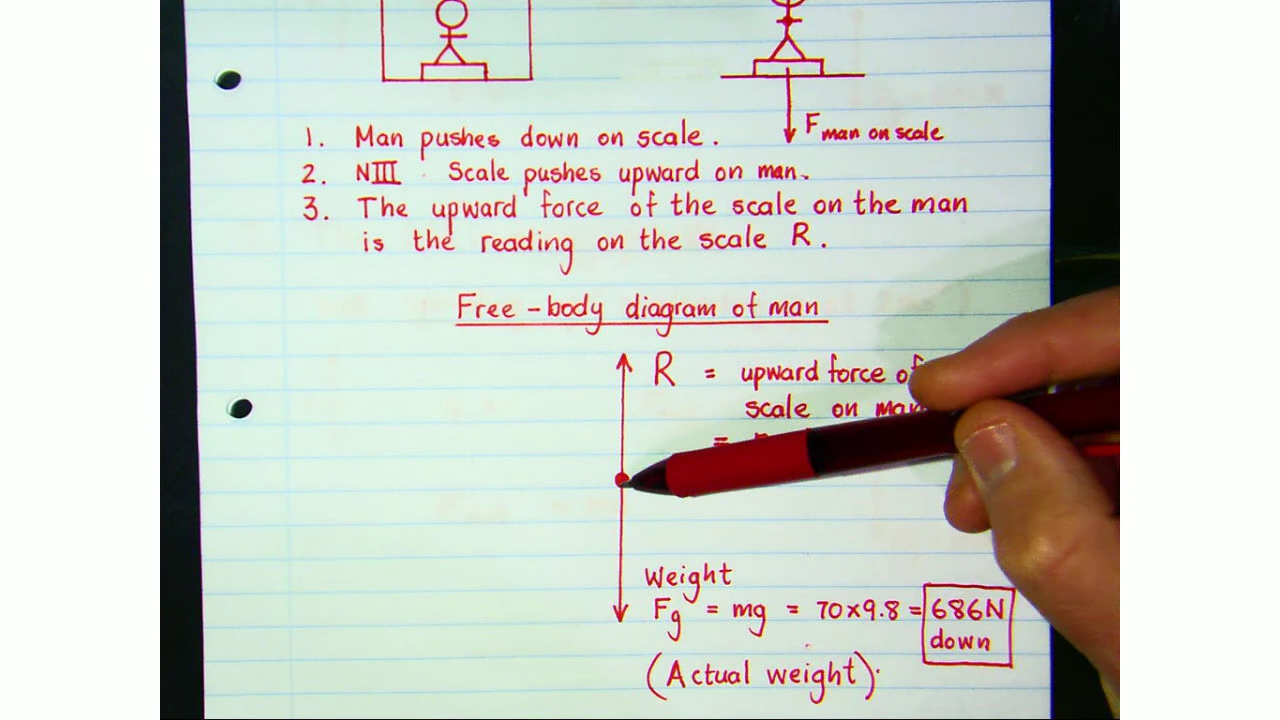 F man on scale
1. Man pushes down on scale.
2. NIII Scale pushes upward on man.
3. The upward force of the scale on the man
is the reading on the scale R.
Free-body diagram of man
R = upward force of
scale on man
=
Weight
Fg = mg = 70x9.8 = 686N
down
(Actual weight).